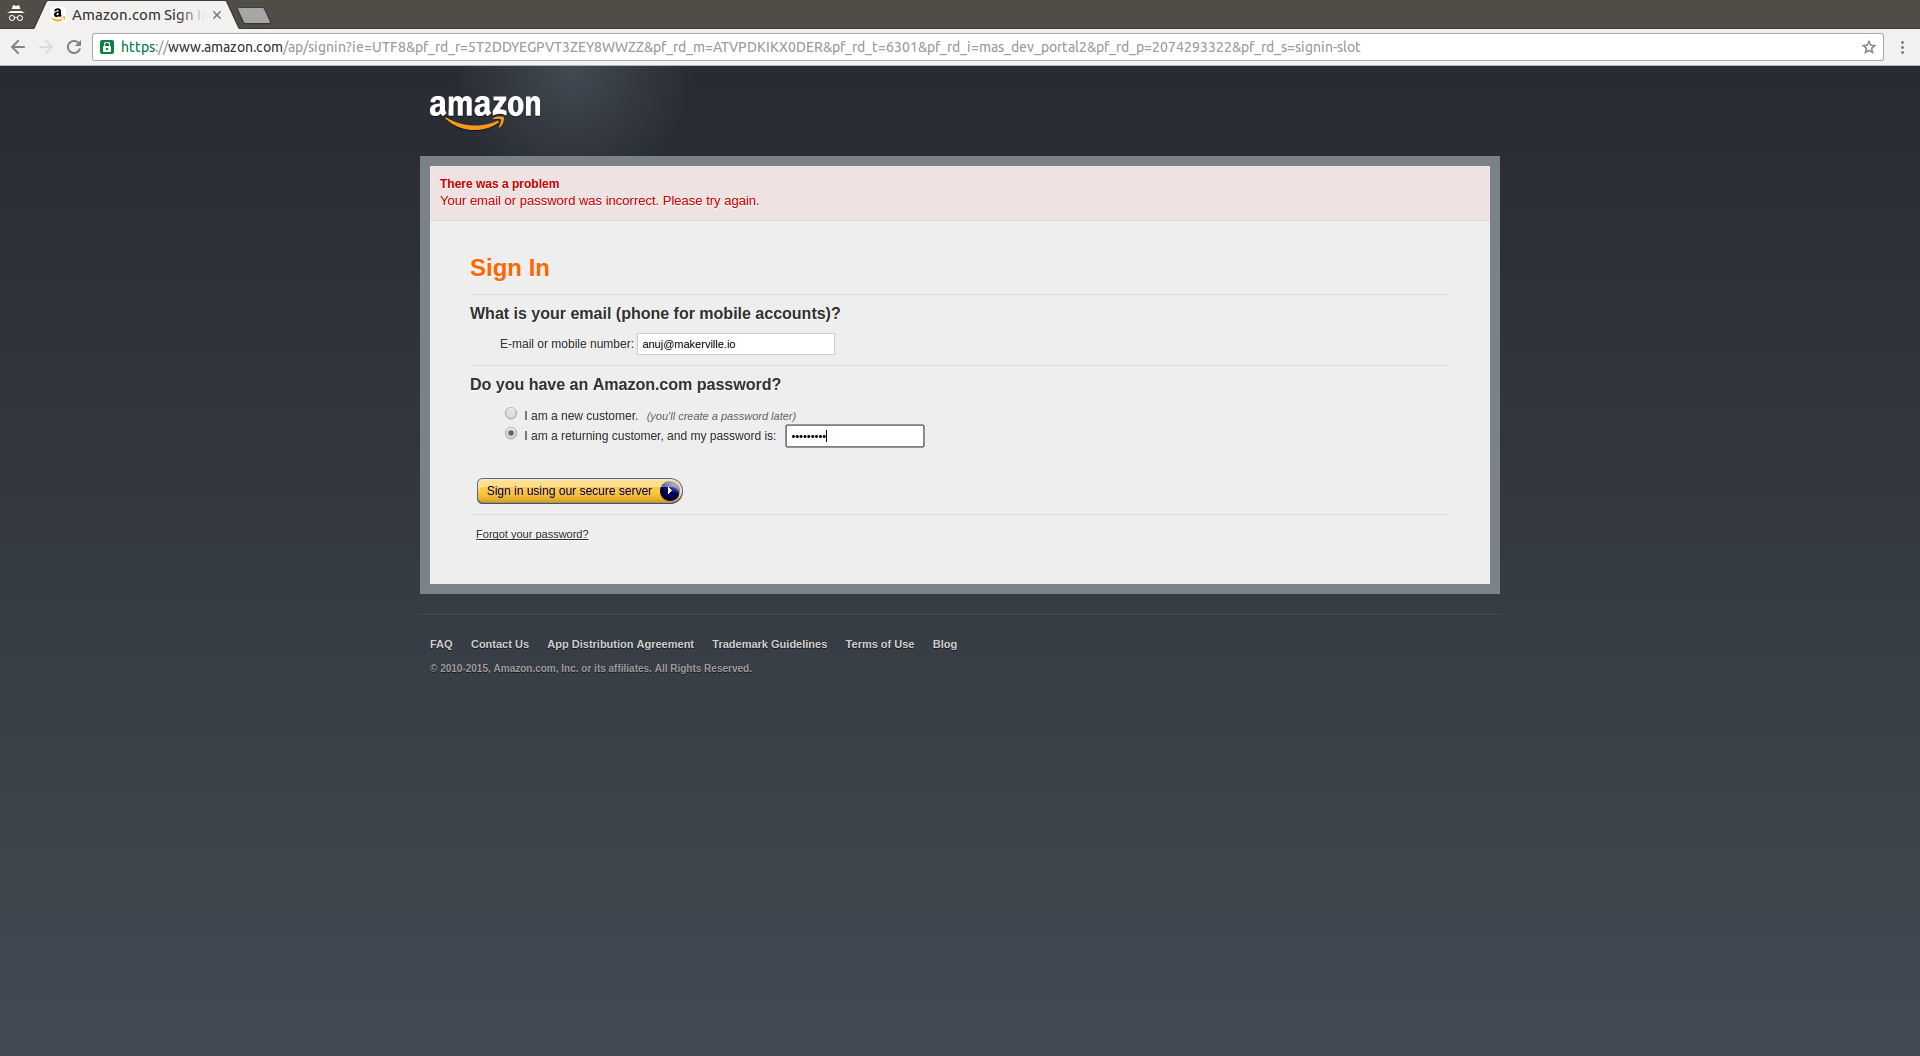 Amazon.com Sign
https://www.amazon.com/ap/signin?ie=UTF8&pf_rd_r=5T2DDYEGPVT3ZEY8WWZZ&pf_rd_m=ATVPDKIKX0DER&pf_rd_t=6301&pf_rd_i=mas_dev_portal2&pf_rd_p=2074293322&pf_rd_s=signin-slot
amazon
There was a problem
Your email or password was incorrect. Please try again.
Sign In
What is your email (phone for mobile accounts)?
E-mail or mobile number: anuj@makerville.io
Do you have an Amazon.com password?
I am a new customer. (you'll create a password later)
I am a returning customer, and my password is: •••••••••
Sign in using our secure server
Forgot your password?
FAQ Contact Us App Distribution Agreement Trademark Guidelines Terms of Use Blog
© 2010-2015, Amazon.com, Inc. or its affiliates. All Rights Reserved.